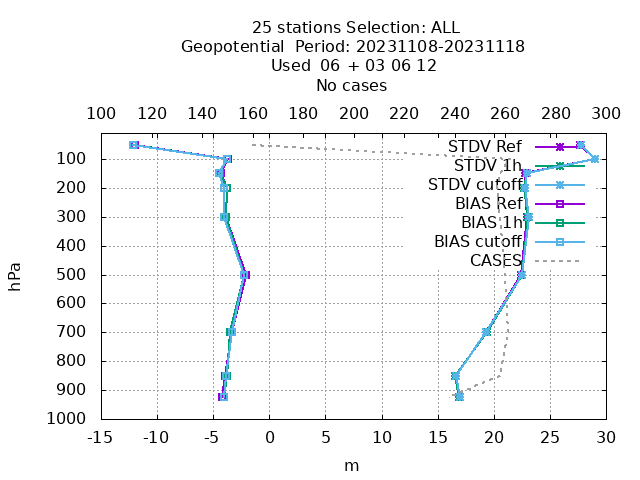 25 stations Selection: ALL
Geopotential  Period: 20231108-20231118
Used  06 + 03 06 12
No cases
100 120 140 160 180 200 220 240 260 280 300
STDV Ref
STDV 1h
STDV cutoff
BIAS Ref
BIAS 1h
BIAS cutoff
CASES
100
200
300
400
500
600
700
800
900
1000
hPa
-15 -10 -5 0 5 10 15 20 25 30
m